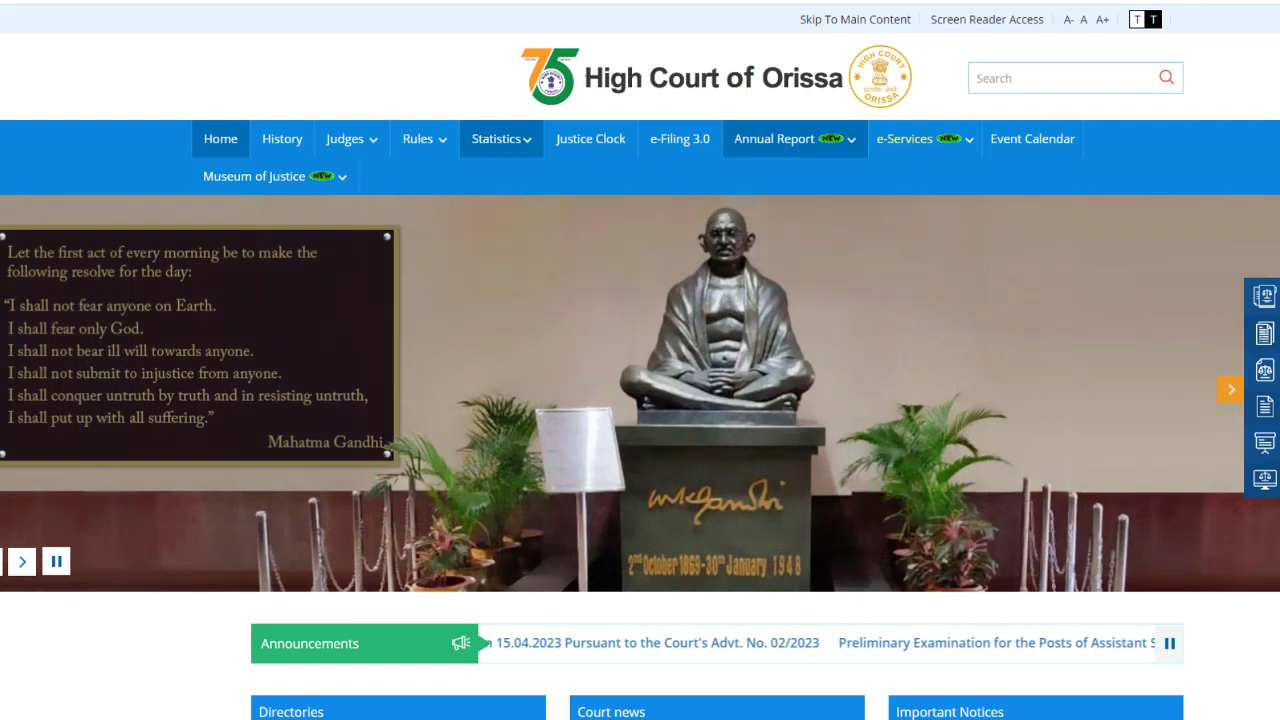 Skip To Main Content
Screen Reader Access
A- A A+
T T
75
High Court of Orissa
HIGH COURT
ORISSA
Search
Home
History
Judges
Rules
Statistics
Justice Clock
e-Filing 3.0
Annual Report NEW
e-Services NEW
Event Calendar
Museum of Justice NEW
Let the first act of every morning be to make the
following resolve for the day:
“I shall not fear anyone on Earth.
I shall fear only God.
I shall not bear ill will towards anyone.
I shall not submit to injustice from anyone.
I shall conquer untruth by truth and in resisting untruth,
I shall put up with all suffering.”
Mahatma Gandhi
mkgandhi
2nd October 1869-30th January 1948
Announcements
15.04.2023 Pursuant to the Court's Advt. No. 02/2023
Preliminary Examination for the Posts of Assistant S
Directories
Court news
Important Notices